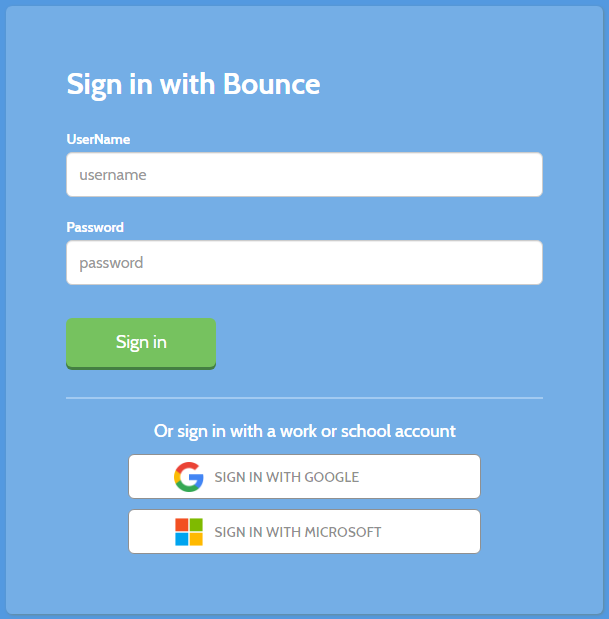 Sign in with Bounce
UserName
username
Password
password
Sign in
Or sign in with a work or school account
SIGN IN WITH GOOGLE
SIGN IN WITH MICROSOFT